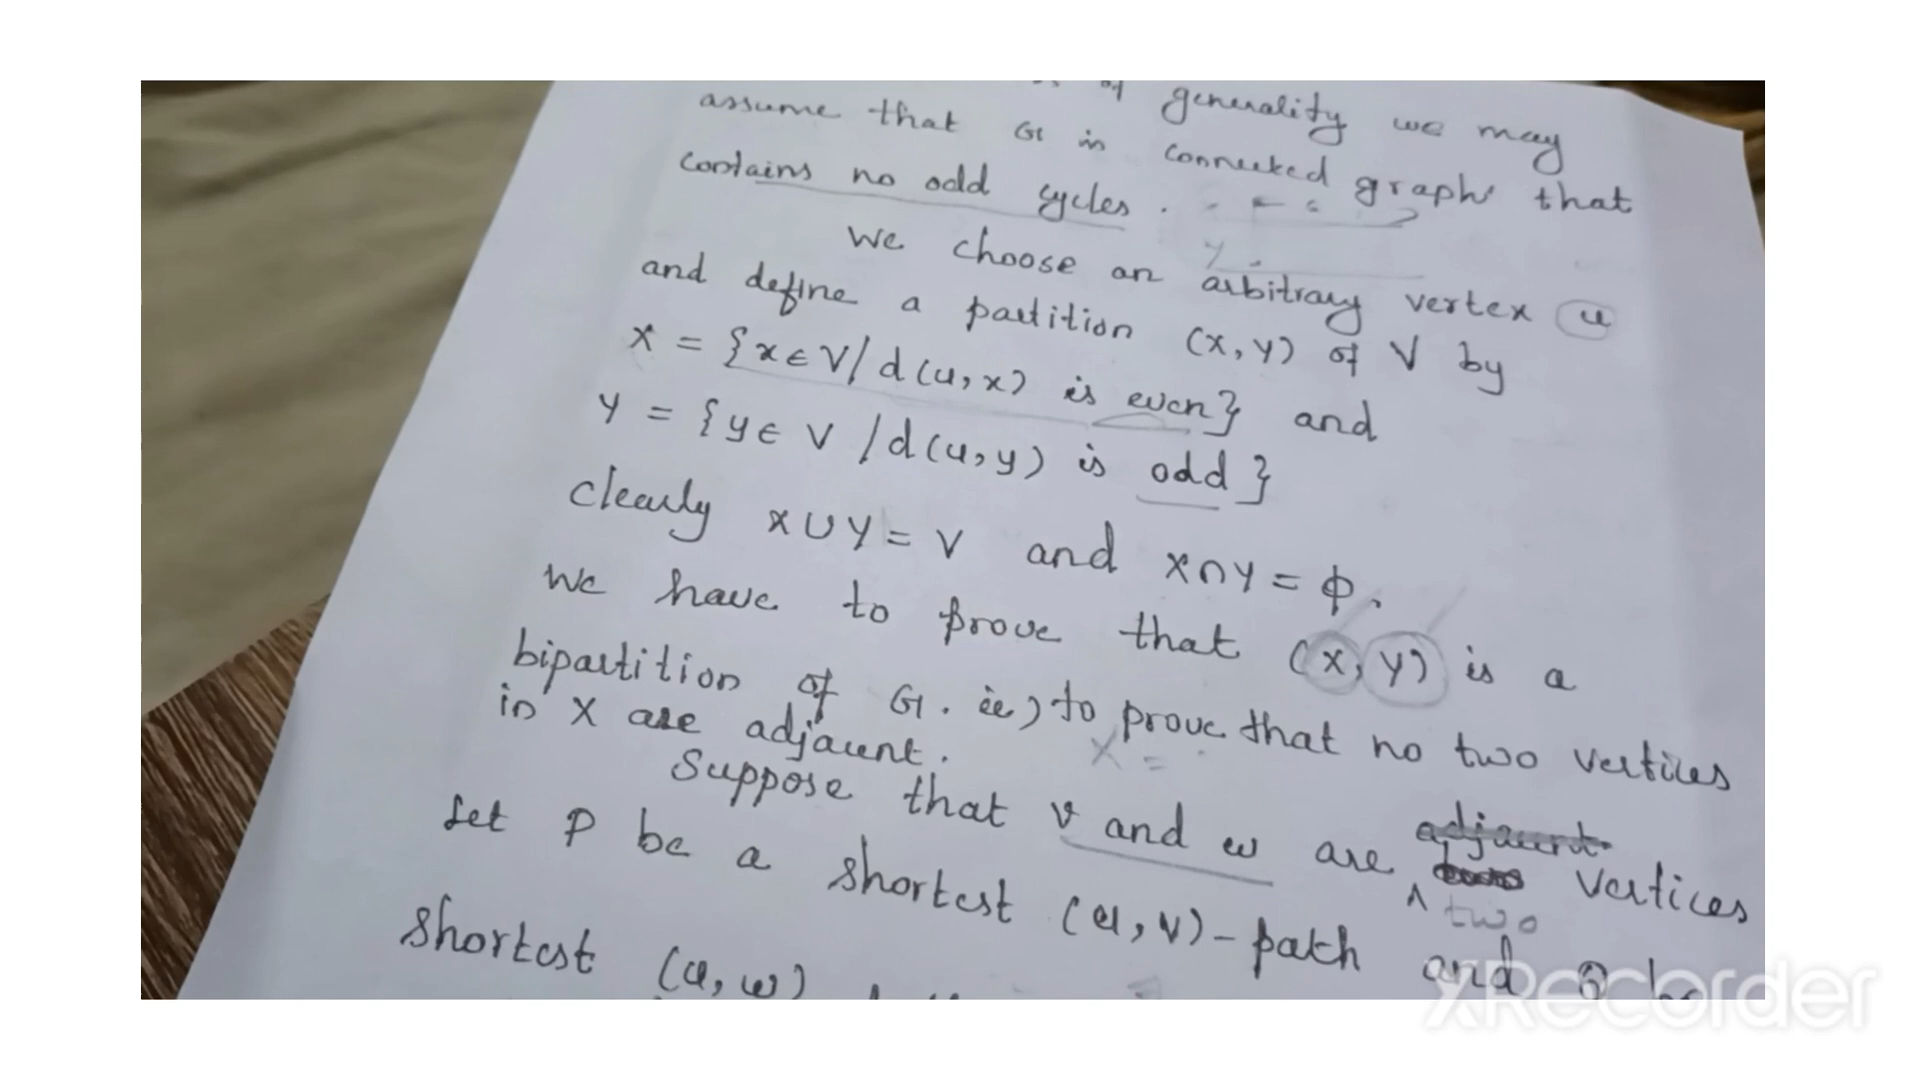 of generality we may
assume that G is connected graph that
contains no odd cycles.
We choose an arbitrary vertex u
and define a partition (X, Y) of V by
X = {x ∈ V / d(u, x) is even} and
Y = {y ∈ V / d(u, y) is odd}
clearly X ∪ Y = V and X ∩ Y = ϕ.
We have to prove that (X, Y) is a
bipartition of G. ie) to prove that no two vertices
in X are adjacent.
X =
Suppose that v and w are adjacent vertices
two
Let P be a shortest (u, v)-path and Q be
shortest (u, w)
XRecorder